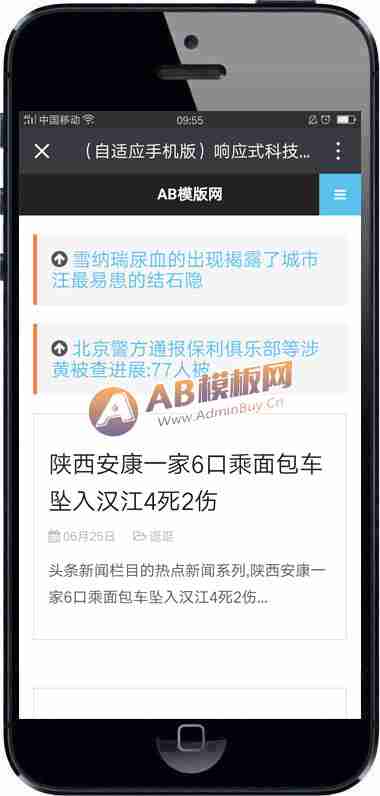 中国移动
09:55
（自适应手机版）响应式科技...
AB模版网
雪纳瑞尿血的出现揭露了城市
汪最易患的结石隐
北京警方通报保利俱乐部等涉
黄被查进展:77人被
AB模板网
www.AdminBuy.Cn
陕西安康一家6口乘面包车
坠入汉江4死2伤
06月25日 逛逛
头条新闻栏目的热点新闻系列,陕西安康一
家6口乘面包车坠入汉江4死2伤...